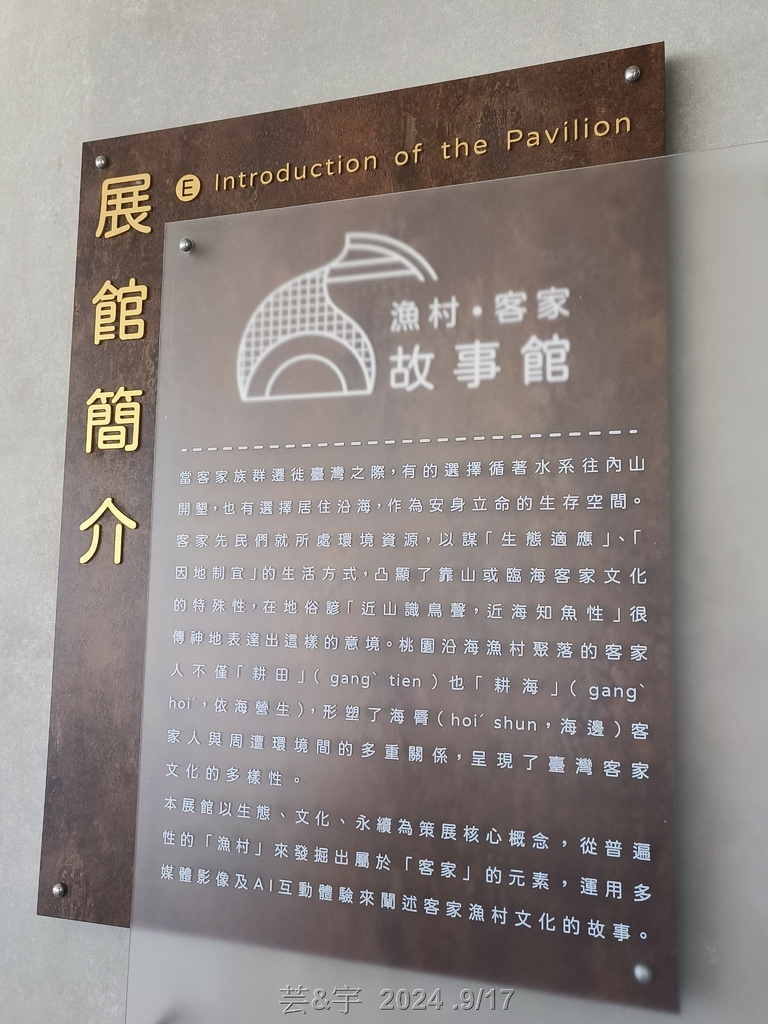 展館簡介
E Introduction of the Pavilion
漁村・客家
故事館
當客家族群遷徙臺灣之際，有的選擇循著水系往內山
開墾，也有選擇居住沿海，作為安身立命的生存空間。
客家先民們就所處環境資源，以謀「生態適應」、「
因地制宜」的生活方式，凸顯了靠山或臨海客家文化
的特殊性，在地俗諺「近山識鳥聲，近海知魚性」很
傳神地表達出這樣的意境。桃園沿海漁村聚落的客家
人不僅「耕田」(gangˋ tien)也「耕海」(gangˋ
hoiˊ，依海營生)，形塑了海脣(hoiˊ shun，海邊)客
家人與周遭環境間的多重關係，呈現了臺灣客家
文化的多樣性。
本展館以生態、文化、永續為策展核心概念，從普遍
性的「漁村」來發掘出屬於「客家」的元素，運用多
媒體影像及AI互動體驗來闡述客家漁村文化的故事。
芸&宇 2024 .9/17